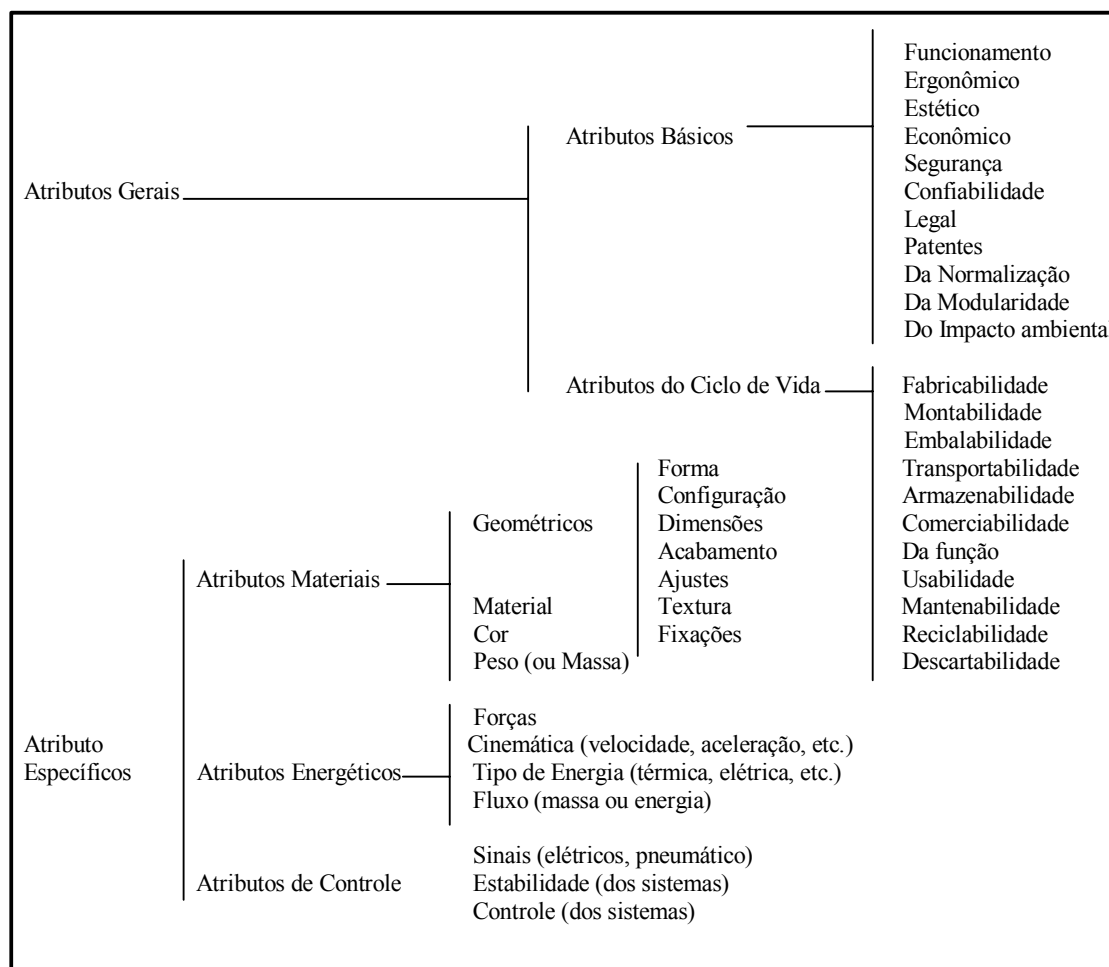 Atributos Gerais
Atributos Básicos
Funcionamento
Ergonômico
Estético
Econômico
Segurança
Confiabilidade
Legal
Patentes
Da Normalização
Da Modularidade
Do Impacto ambiental
Atributos do Ciclo de Vida
Fabricabilidade
Montabilidade
Embalabilidade
Transportabilidade
Armazenabilidade
Comerciabilidade
Da função
Usabilidade
Mantenabilidade
Reciclabilidade
Descartabilidade
Atributo
Específicos
Atributos Materiais
Geométricos
Forma
Configuração
Dimensões
Acabamento
Ajustes
Textura
Fixações
Material
Cor
Peso (ou Massa)
Atributos Energéticos
Forças
Cinemática (velocidade, aceleração, etc.)
Tipo de Energia (térmica, elétrica, etc.)
Fluxo (massa ou energia)
Atributos de Controle
Sinais (elétricos, pneumático)
Estabilidade (dos sistemas)
Controle (dos sistemas)